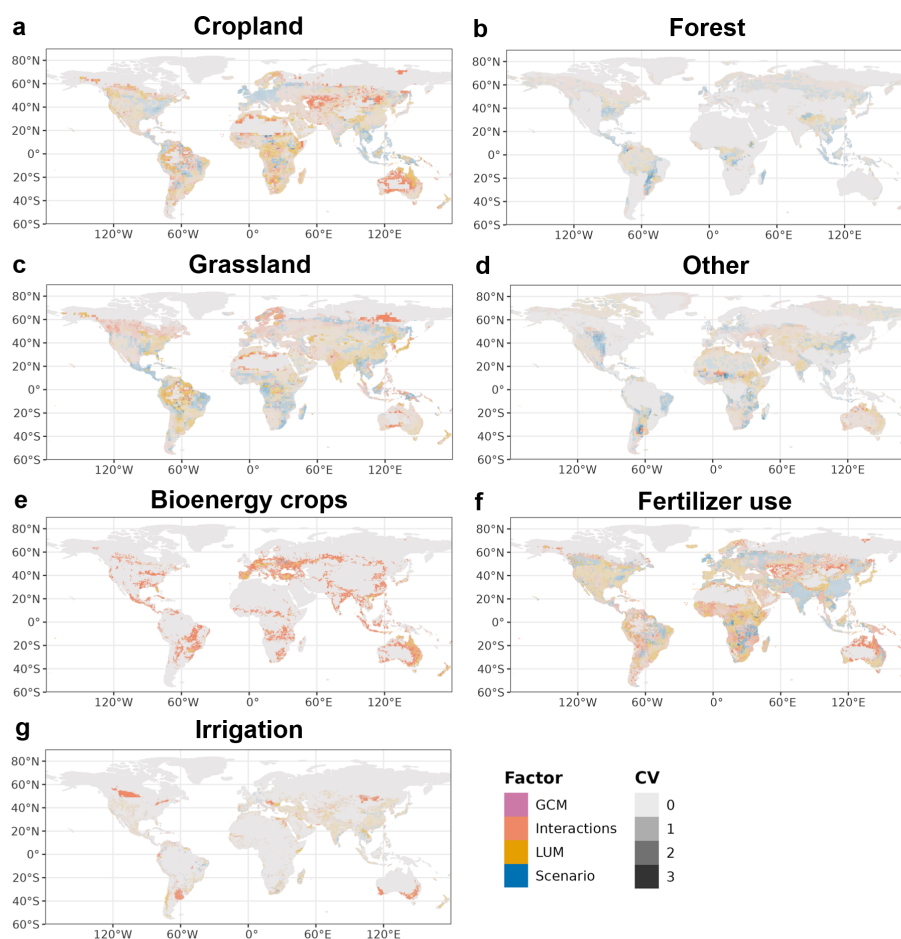 a Cropland
80°N
60°N
40°N
20°N
0°
20°S
40°S
60°S
120°W 60°W 0° 60°E 120°E
b Forest
80°N
60°N
40°N
20°N
0°
20°S
40°S
60°S
120°W 60°W 0° 60°E 120°E
c Grassland
80°N
60°N
40°N
20°N
0°
20°S
40°S
60°S
120°W 60°W 0° 60°E 120°E
d Other
80°N
60°N
40°N
20°N
0°
20°S
40°S
60°S
120°W 60°W 0° 60°E 120°E
e Bioenergy crops
80°N
60°N
40°N
20°N
0°
20°S
40°S
60°S
120°W 60°W 0° 60°E 120°E
f Fertilizer use
80°N
60°N
40°N
20°N
0°
20°S
40°S
60°S
120°W 60°W 0° 60°E 120°E
g Irrigation
80°N
60°N
40°N
20°N
0°
20°S
40°S
60°S
120°W 60°W 0° 60°E 120°E
Factor
GCM
Interactions
LUM
Scenario
CV
0
1
2
3